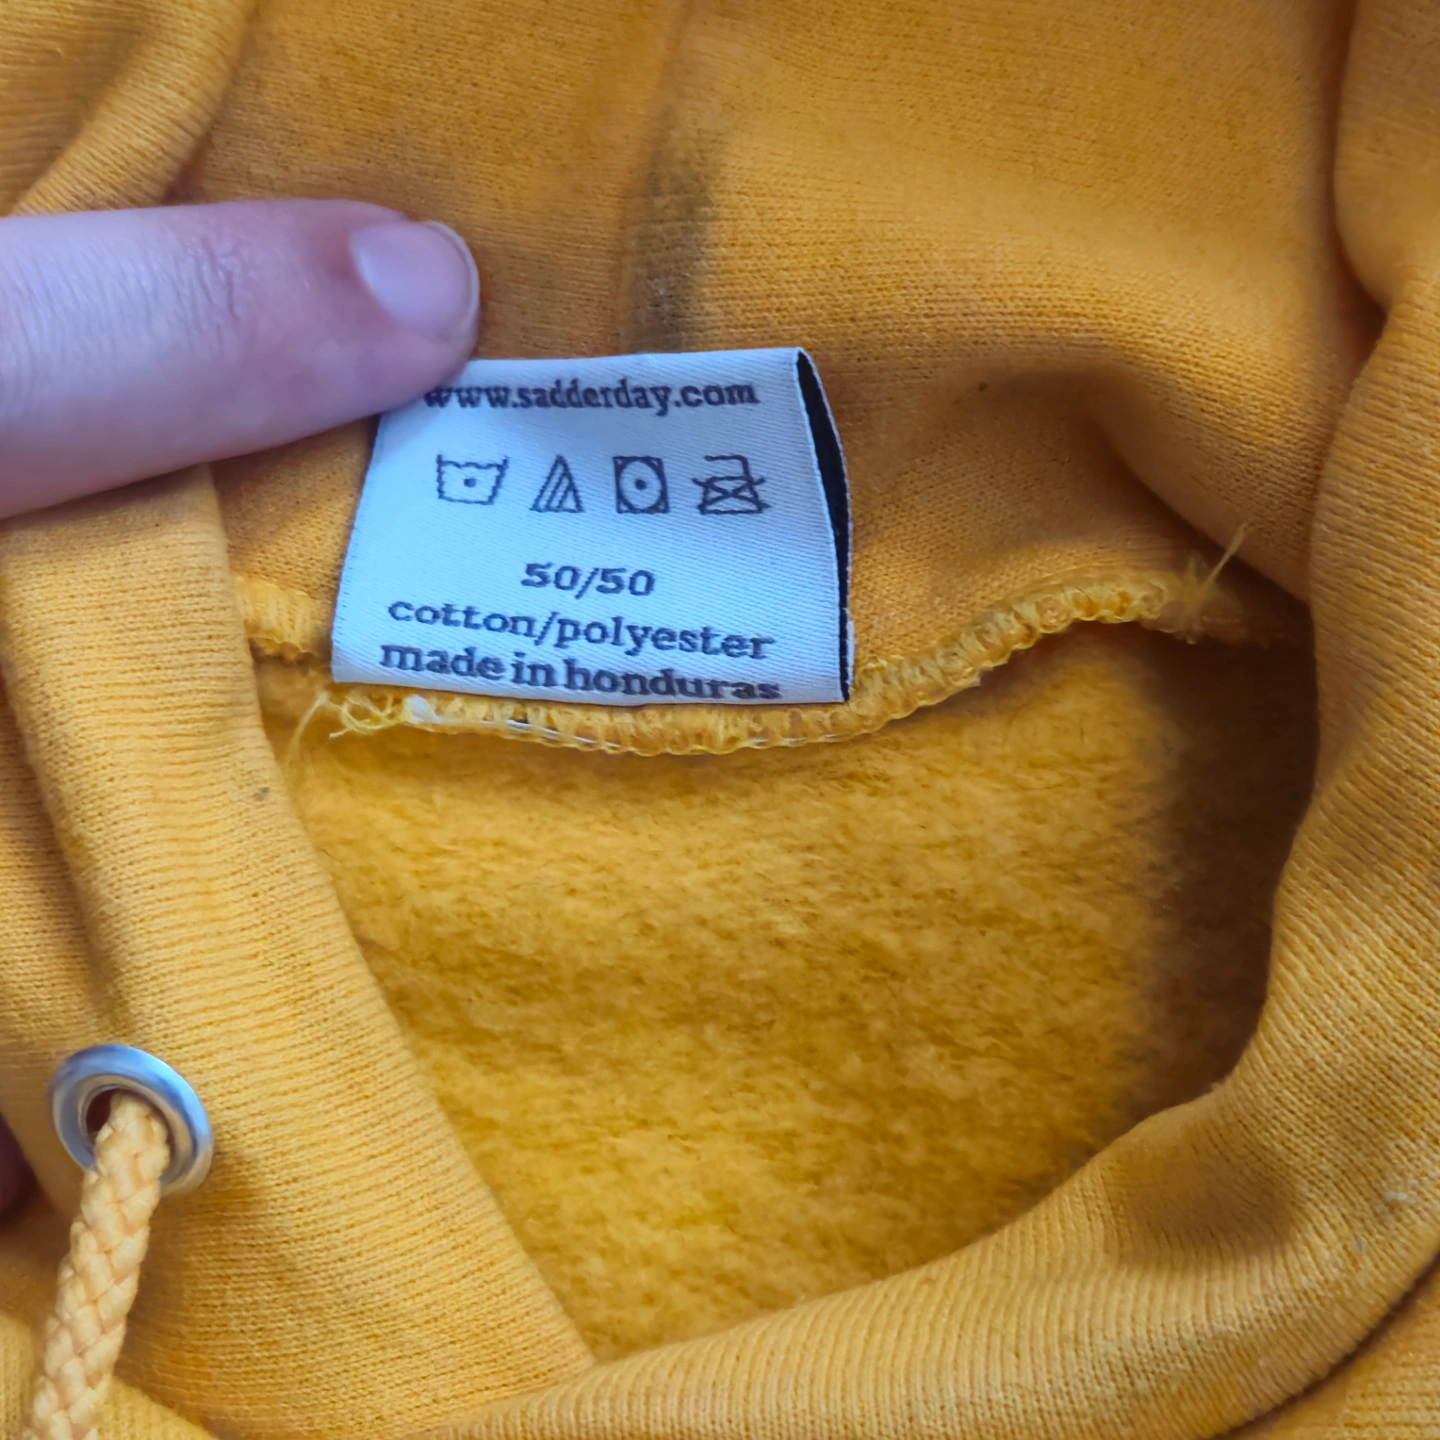 www.sadderday.com
50/50
cotton/polyester
made in honduras